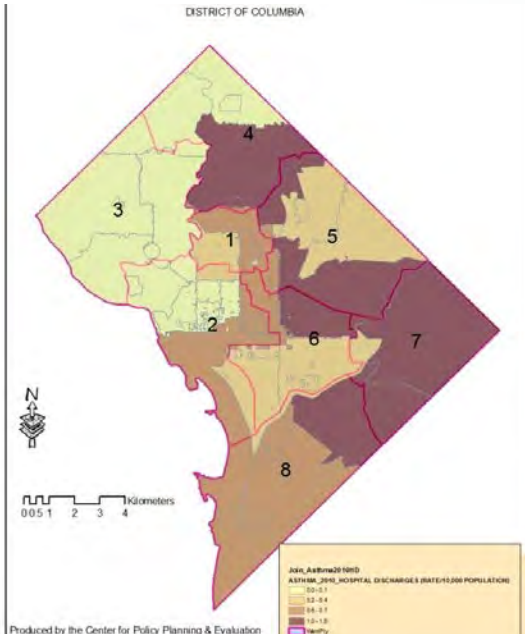 DISTRICT OF COLUMBIA
4
3
1
5
2
6
7
N
8
Kilometers
0 0.5 1 2 3 4
ASTHMA_2010_HOSPITAL DISCHARGES (RATE/10,000 POPULATION)
Produced by the Center for Policy Planning & Evaluation